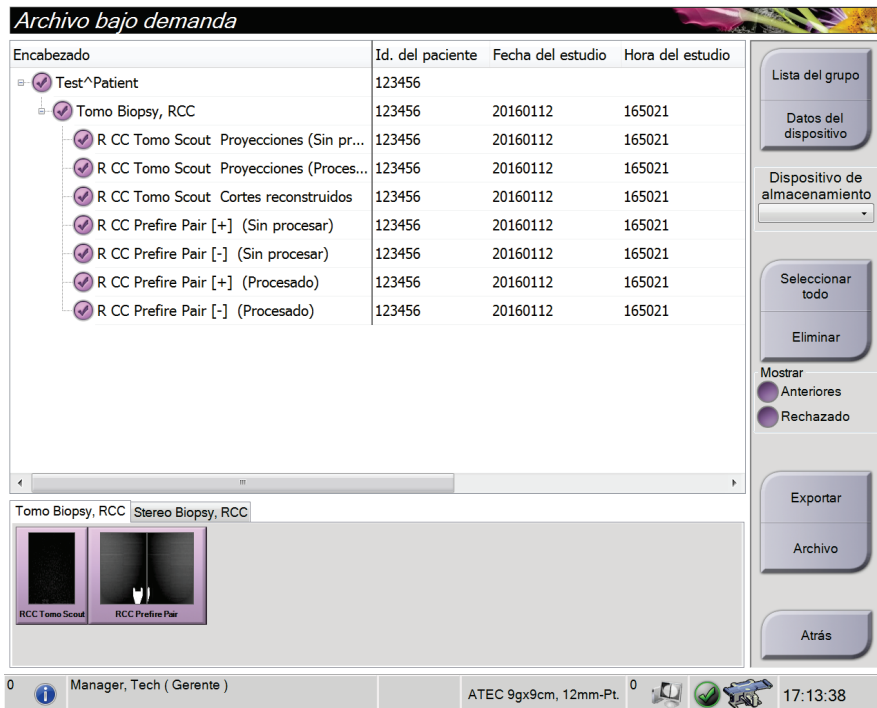 Archivo bajo demanda
Encabezado Id. del paciente Fecha del estudio Hora del estudio
Test^Patient 123456
Tomo Biopsy, RCC 123456 20160112 165021
R CC Tomo Scout Proyecciones (Sin pr... 123456 20160112 165021
R CC Tomo Scout Proyecciones (Proces... 123456 20160112 165021
R CC Tomo Scout Cortes reconstruidos 123456 20160112 165021
R CC Prefire Pair [+] (Sin procesar) 123456 20160112 165021
R CC Prefire Pair [-] (Sin procesar) 123456 20160112 165021
R CC Prefire Pair [+] (Procesado) 123456 20160112 165021
R CC Prefire Pair [-] (Procesado) 123456 20160112 165021
Lista del grupo
Datos del
dispositivo
Dispositivo de
almacenamiento
Seleccionar
todo
Eliminar
Mostrar
Anteriores
Rechazado
Exportar
Archivo
Atrás
Tomo Biopsy, RCC Stereo Biopsy, RCC
RCC Tomo Scout RCC Prefire Pair
0 Manager, Tech ( Gerente ) ATEC 9gx9cm, 12mm-Pt. 0 17:13:38